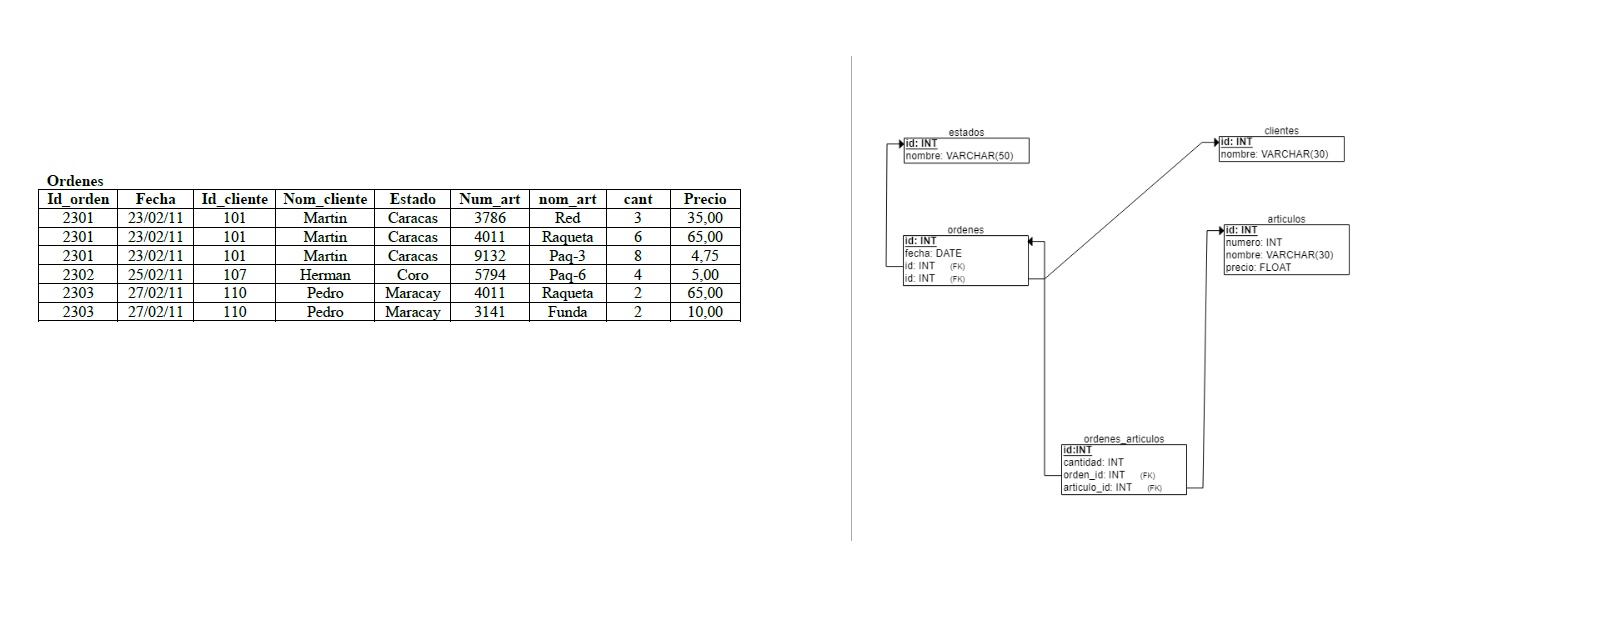 Ordenes
Id_orden Fecha Id_cliente Nom_cliente Estado Num_art nom_art cant Precio
2301 23/02/11 101 Martin Caracas 3786 Red 3 35,00
2301 23/02/11 101 Martin Caracas 4011 Raqueta 6 65,00
2301 23/02/11 101 Martin Caracas 9132 Paq-3 8 4,75
2302 25/02/11 107 Herman Coro 5794 Paq-6 4 5,00
2303 27/02/11 110 Pedro Maracay 4011 Raqueta 2 65,00
2303 27/02/11 110 Pedro Maracay 3141 Funda 2 10,00
estados
id: INT
nombre: VARCHAR(50)
clientes
id: INT
nombre: VARCHAR(30)
ordenes
id: INT
fecha: DATE
id: INT (FK)
id: INT (FK)
articulos
id: INT
numero: INT
nombre: VARCHAR(30)
precio: FLOAT
ordenes_articulos
id:INT
cantidad: INT
orden_id: INT (FK)
articulo_id: INT (FK)